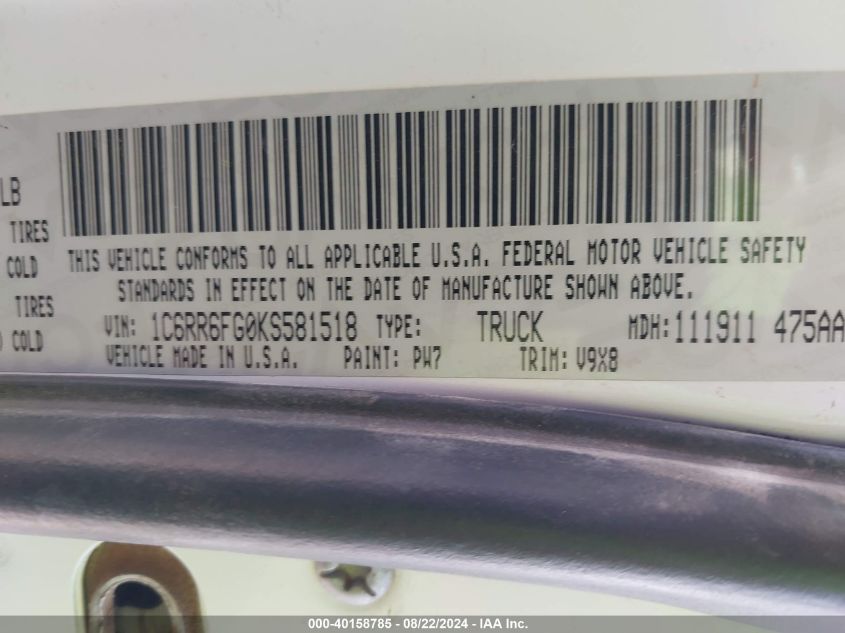 LB
TIRES
COLD
TIRES
COLD
THIS VEHICLE CONFORMS TO ALL APPLICABLE U.S.A. FEDERAL MOTOR VEHICLE SAFETY
STANDARDS IN EFFECT ON THE DATE OF MANUFACTURE SHOWN ABOVE.
VIN: 1C6RR6FG0KS581518 TYPE: TRUCK MDH:111911 475AA
VEHICLE MADE IN U.S.A. PAINT: PW7 TRIM: V9X8
000-40158785 - 08/22/2024 - IAA Inc.